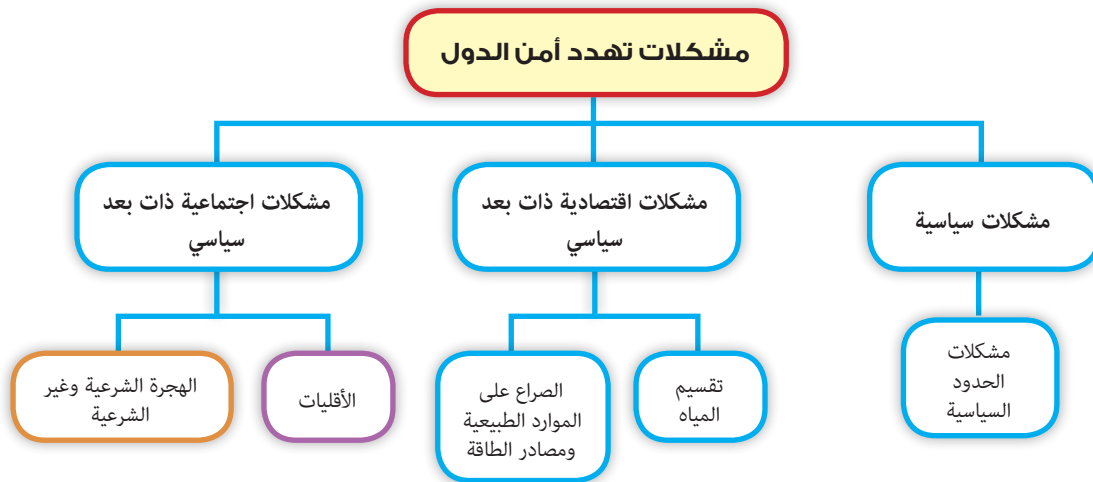 مشكلات تهدد أمن الدول
مشكلات سياسية
مشكلات اقتصادية ذات بعد
سياسي
مشكلات اجتماعية ذات بعد
سياسي
مشكلات
الحدود
السياسية
تقسيم
المياه
الصراع على
الموارد الطبيعية
ومصادر الطاقة
الأقليات
الهجرة الشرعية وغير
الشرعية